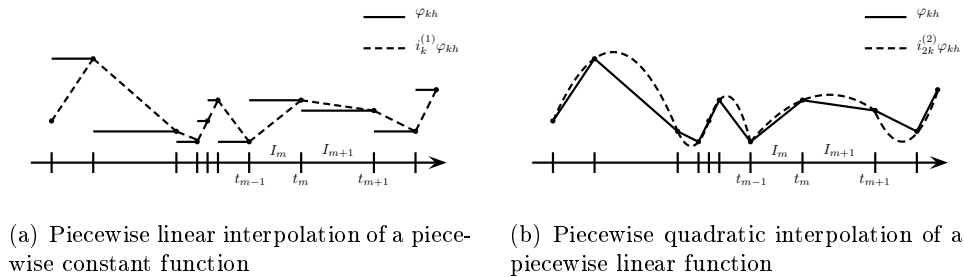 φ_{kh}
i_k^{(1)}φ_{kh}
I_m
I_{m+1}
t_{m−1}
t_m
t_{m+1}
(a) Piecewise linear interpolation of a piece-
wise constant function
φ_{kh}
i_{2k}^{(2)}φ_{kh}
I_m
I_{m+1}
t_{m−1}
t_m
t_{m+1}
(b) Piecewise quadratic interpolation of a
piecewise linear function